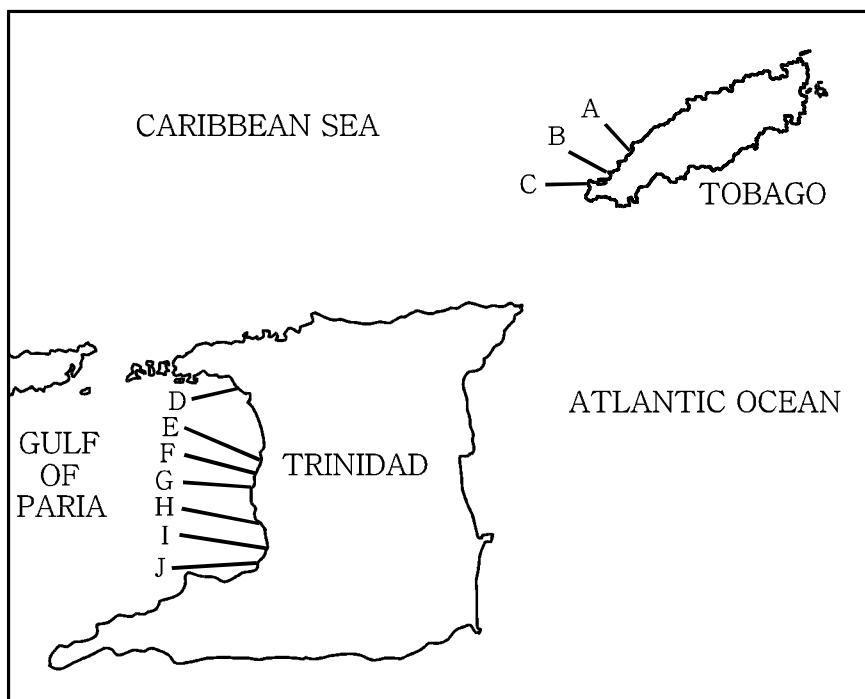 CARIBBEAN SEA
A
B
C
TOBAGO
D
E
F
G
H
I
J
GULF
OF
PARIA
TRINIDAD
ATLANTIC OCEAN